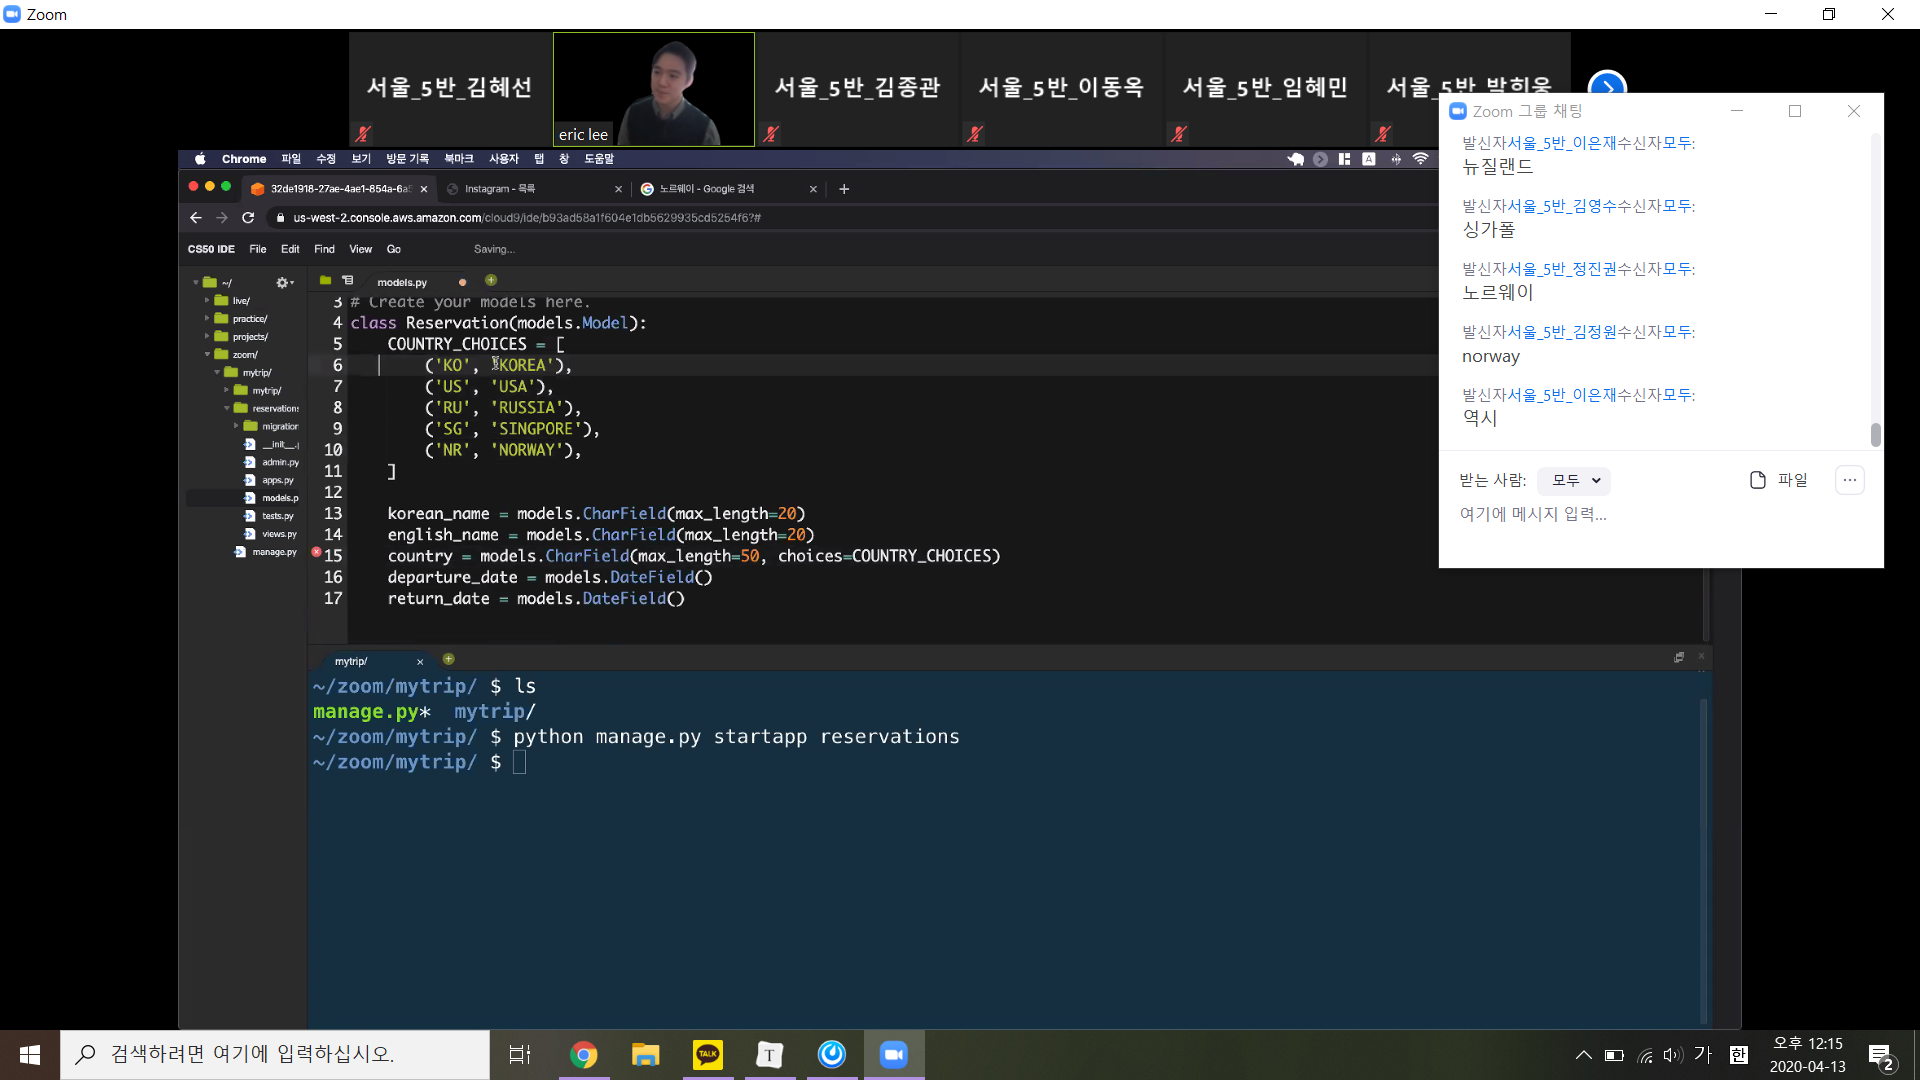 Zoom
서울_5반_김혜선
eric lee
서울_5반_김종관
서울_5반_이동옥
서울_5반_임혜민
서울_5반_박희웅
Zoom 그룹 채팅
발신자서울_5반_이은재수신자모두:
뉴질랜드
발신자서울_5반_김영수수신자모두:
싱가폴
발신자서울_5반_정진권수신자모두:
노르웨이
발신자서울_5반_김정원수신자모두:
norway
발신자서울_5반_이은재수신자모두:
역시
받는 사람: 모두
파일
여기에 메시지 입력...
Chrome 파일 수정 보기 방문 기록 북마크 사용자 탭 창 도움말
32de1918-27ae-4ae1-854a-6a5
Instagram - 목록
노르웨이 - Google 검색
us-west-2.console.aws.amazon.com/cloud9/ide/b93ad58a1f604e1db5629935cd5254f6?#
CS50 IDE File Edit Find View Go Saving...
~/
live/
practice/
projects/
zoom/
mytrip/
mytrip/
reservations
migration
__init__.
admin.py
apps.py
models.p
tests.py
views.py
manage.py
models.py
3 # Create your models here.
4 class Reservation(models.Model):
5 COUNTRY_CHOICES = [
6 ('KO', 'KOREA'),
7 ('US', 'USA'),
8 ('RU', 'RUSSIA'),
9 ('SG', 'SINGPORE'),
10 ('NR', 'NORWAY'),
11 ]
12
13 korean_name = models.CharField(max_length=20)
14 english_name = models.CharField(max_length=20)
15 country = models.CharField(max_length=50, choices=COUNTRY_CHOICES)
16 departure_date = models.DateField()
17 return_date = models.DateField()
mytrip/
~/zoom/mytrip/ $ ls
manage.py* mytrip/
~/zoom/mytrip/ $ python manage.py startapp reservations
~/zoom/mytrip/ $
검색하려면 여기에 입력하십시오.
TALK
T
가
한
오후 12:15
2020-04-13
2